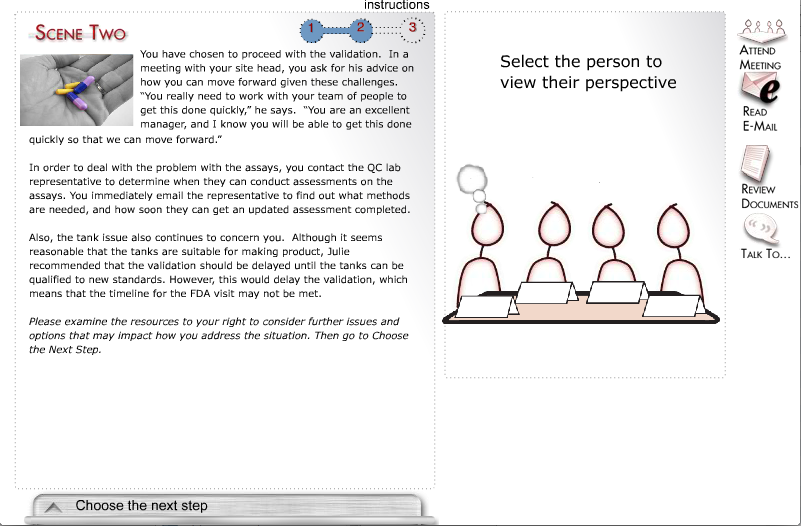 instructions
SCENE TWO
1 2 3
You have chosen to proceed with the validation. In a
meeting with your site head, you ask for his advice on
how you can move forward given these challenges.
“You really need to work with your team of people to
get this done quickly,” he says. “You are an excellent
manager, and I know you will be able to get this done
quickly so that we can move forward.”
In order to deal with the problem with the assays, you contact the QC lab
representative to determine when they can conduct assessments on the
assays. You immediately email the representative to find out what methods
are needed, and how soon they can get an updated assessment completed.
Also, the tank issue also continues to concern you. Although it seems
reasonable that the tanks are suitable for making product, Julie
recommended that the validation should be delayed until the tanks can be
qualified to new standards. However, this would delay the validation, which
means that the timeline for the FDA visit may not be met.
Please examine the resources to your right to consider further issues and
options that may impact how you address the situation. Then go to Choose
the Next Step.
Choose the next step
Select the person to
view their perspective
ATTEND
MEETING
e
READ
E-MAIL
REVIEW
DOCUMENTS
“ ”
TALK TO...